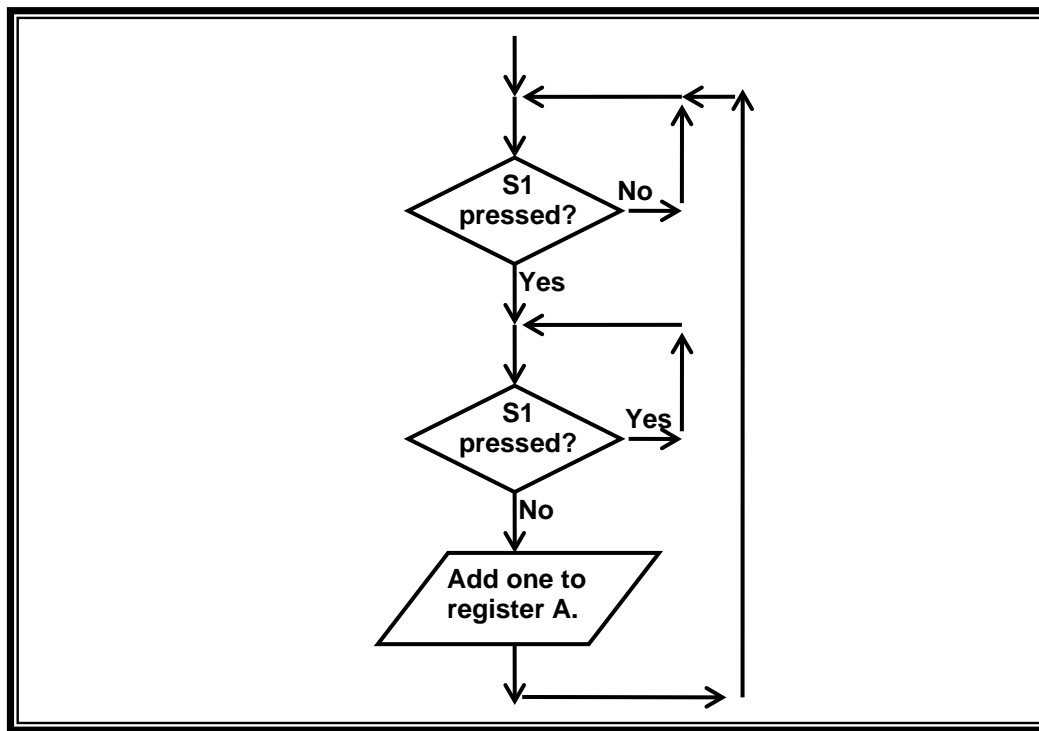 S1
pressed?
No
Yes
S1
pressed?
Yes
No
Add one to
register A.